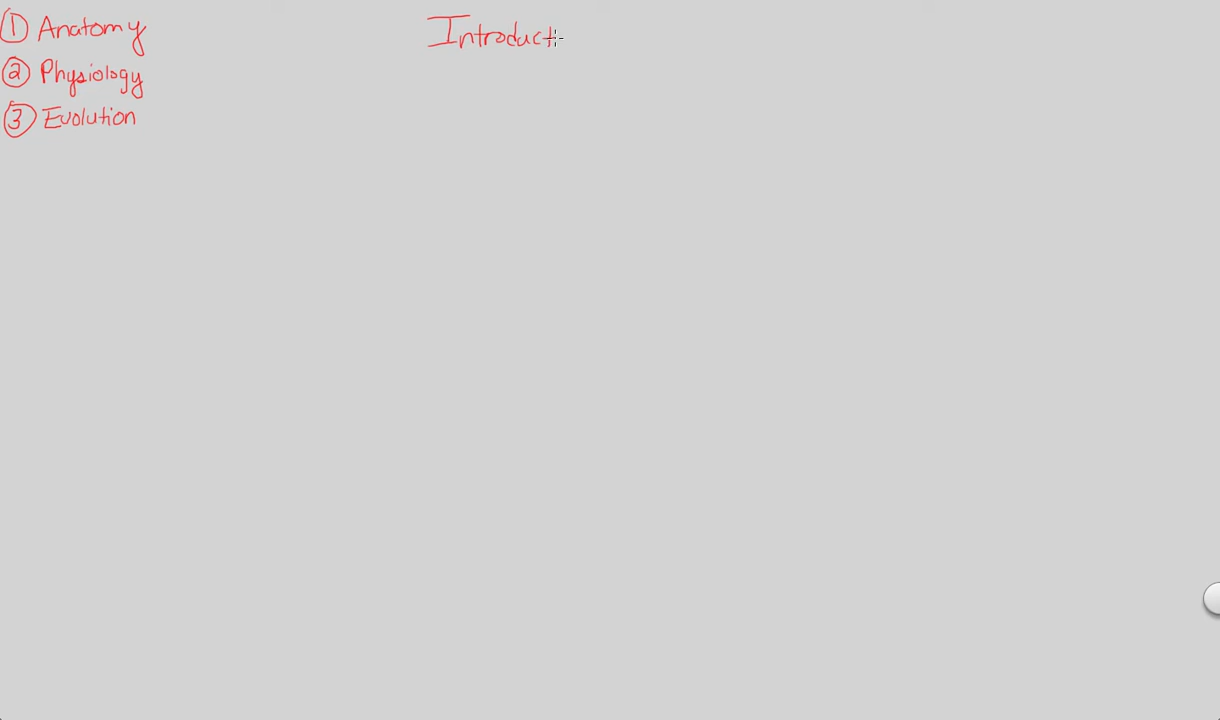 ① Anatomy
② Physiology
③ Evolution
Introduct